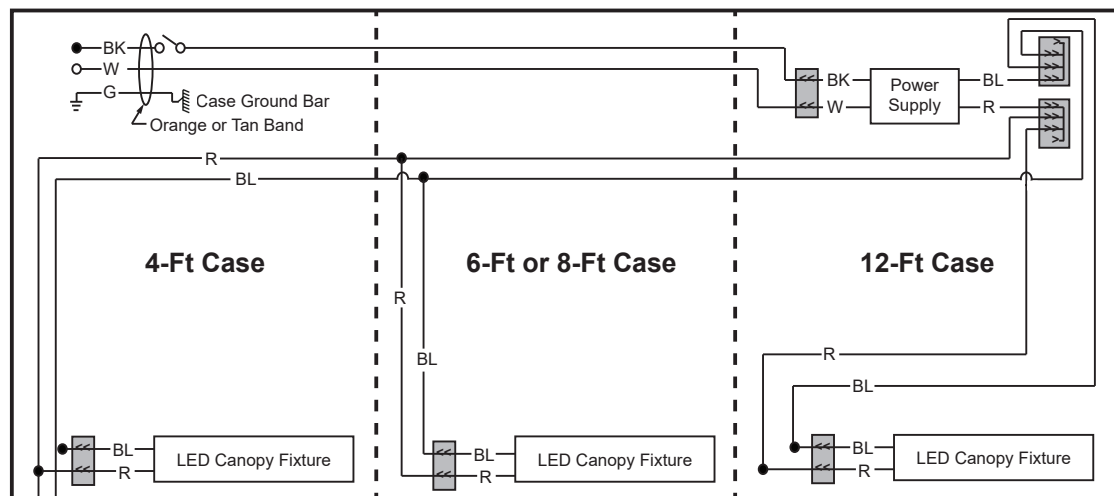 BK
W
G
Case Ground Bar
Orange or Tan Band
BK
W
Power
Supply
BL
R
R
BL
4-Ft Case
6-Ft or 8-Ft Case
12-Ft Case
R
BL
R
BL
BL
R
LED Canopy Fixture
BL
R
LED Canopy Fixture
BL
R
LED Canopy Fixture